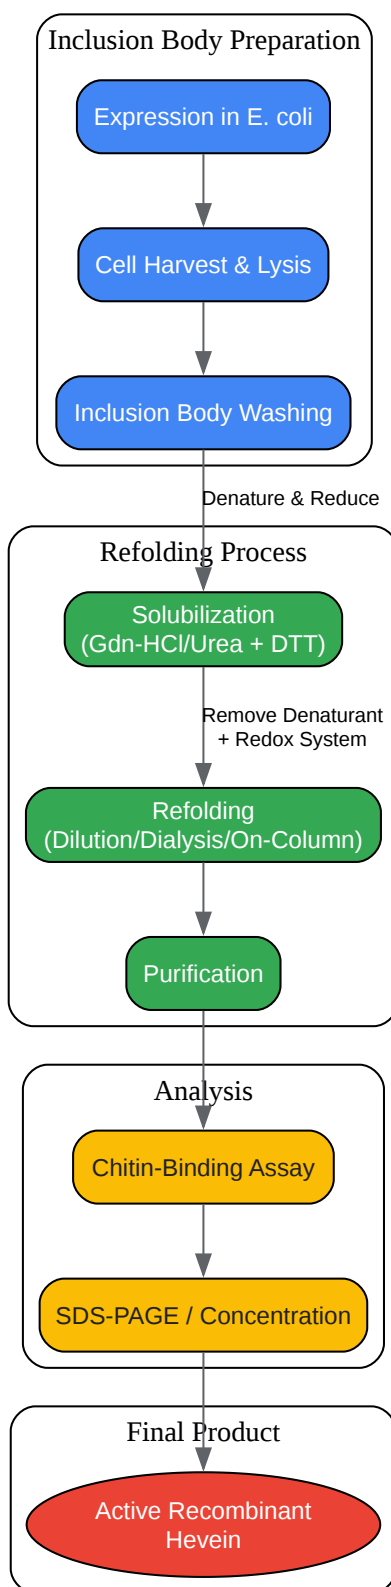 Inclusion Body Preparation
Expression in E. coli
Cell Harvest & Lysis
Inclusion Body Washing
Denature & Reduce
Refolding Process
Solubilization
(Gdn-HCl/Urea + DTT)
Remove Denaturant
+ Redox System
Refolding
(Dilution/Dialysis/On-Column)
Purification
Analysis
Chitin-Binding Assay
SDS-PAGE / Concentration
Final Product
Active Recombinant
Hevein